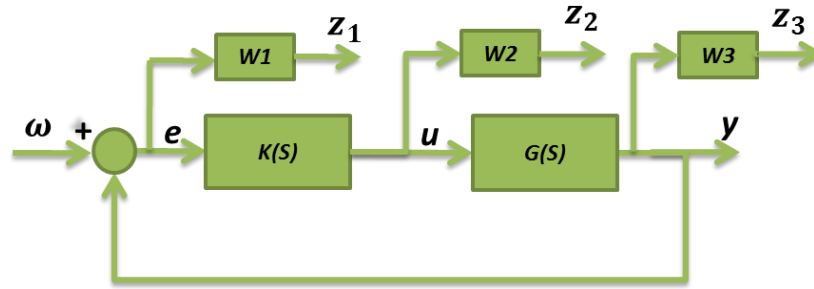 W1
z₁
W2
z₂
W3
z₃
ω
+
e
K(S)
u
G(S)
y